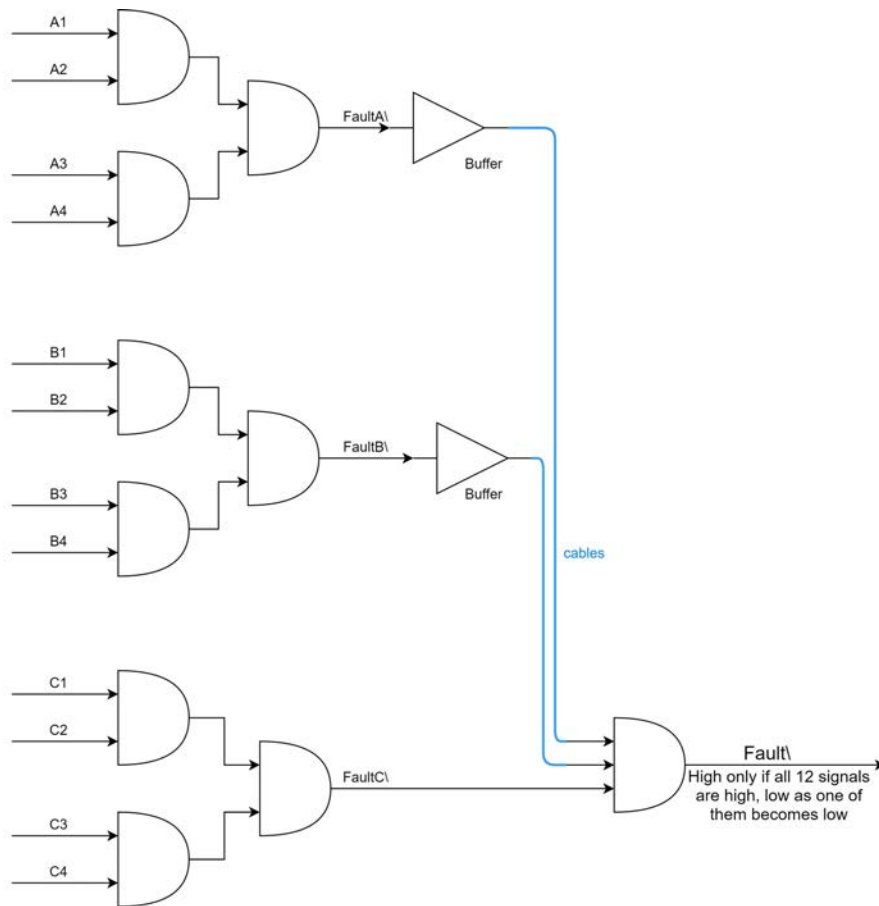 A1
A2
FaultA\
Buffer
A3
A4
B1
B2
FaultB\
Buffer
B3
B4
cables
C1
C2
FaultC\
Fault\
High only if all 12 signals
are high, low as one of
them becomes low
C3
C4